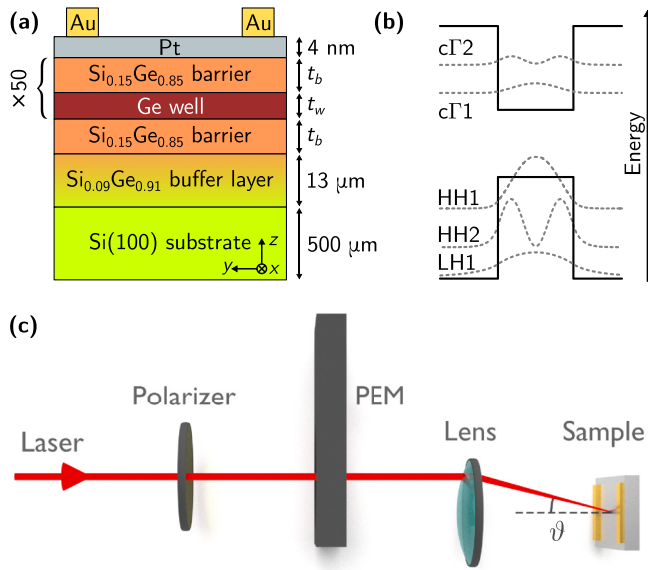 (a)
Au
Au
Pt
4 nm
×50
Si0.15Ge0.85 barrier
tb
Ge well
tw
Si0.15Ge0.85 barrier
tb
Si0.09Ge0.91 buffer layer
13 μm
Si(100) substrate
500 μm
z
y
x
(b)
cΓ2
cΓ1
HH1
HH2
LH1
Energy
(c)
Laser
Polarizer
PEM
Lens
Sample
ϑ